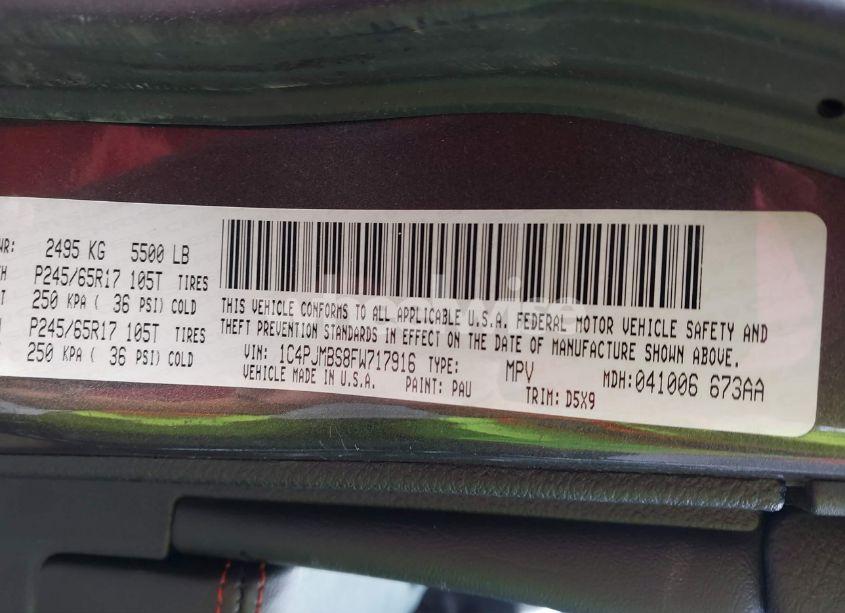 WR: 2495 KG 5500 LB
P245/65R17 105T TIRES
250 KPA ( 36 PSI) COLD
P245/65R17 105T TIRES
250 KPA ( 36 PSI) COLD
THIS VEHICLE CONFORMS TO ALL APPLICABLE U.S.A. FEDERAL MOTOR VEHICLE SAFETY AND
THEFT PREVENTION STANDARDS IN EFFECT ON THE DATE OF MANUFACTURE SHOWN ABOVE.
VIN: 1C4PJMBS8FW717916 TYPE: MPV MDH: 041006 673AA
VEHICLE MADE IN U.S.A. PAINT: PAU TRIM: D5X9